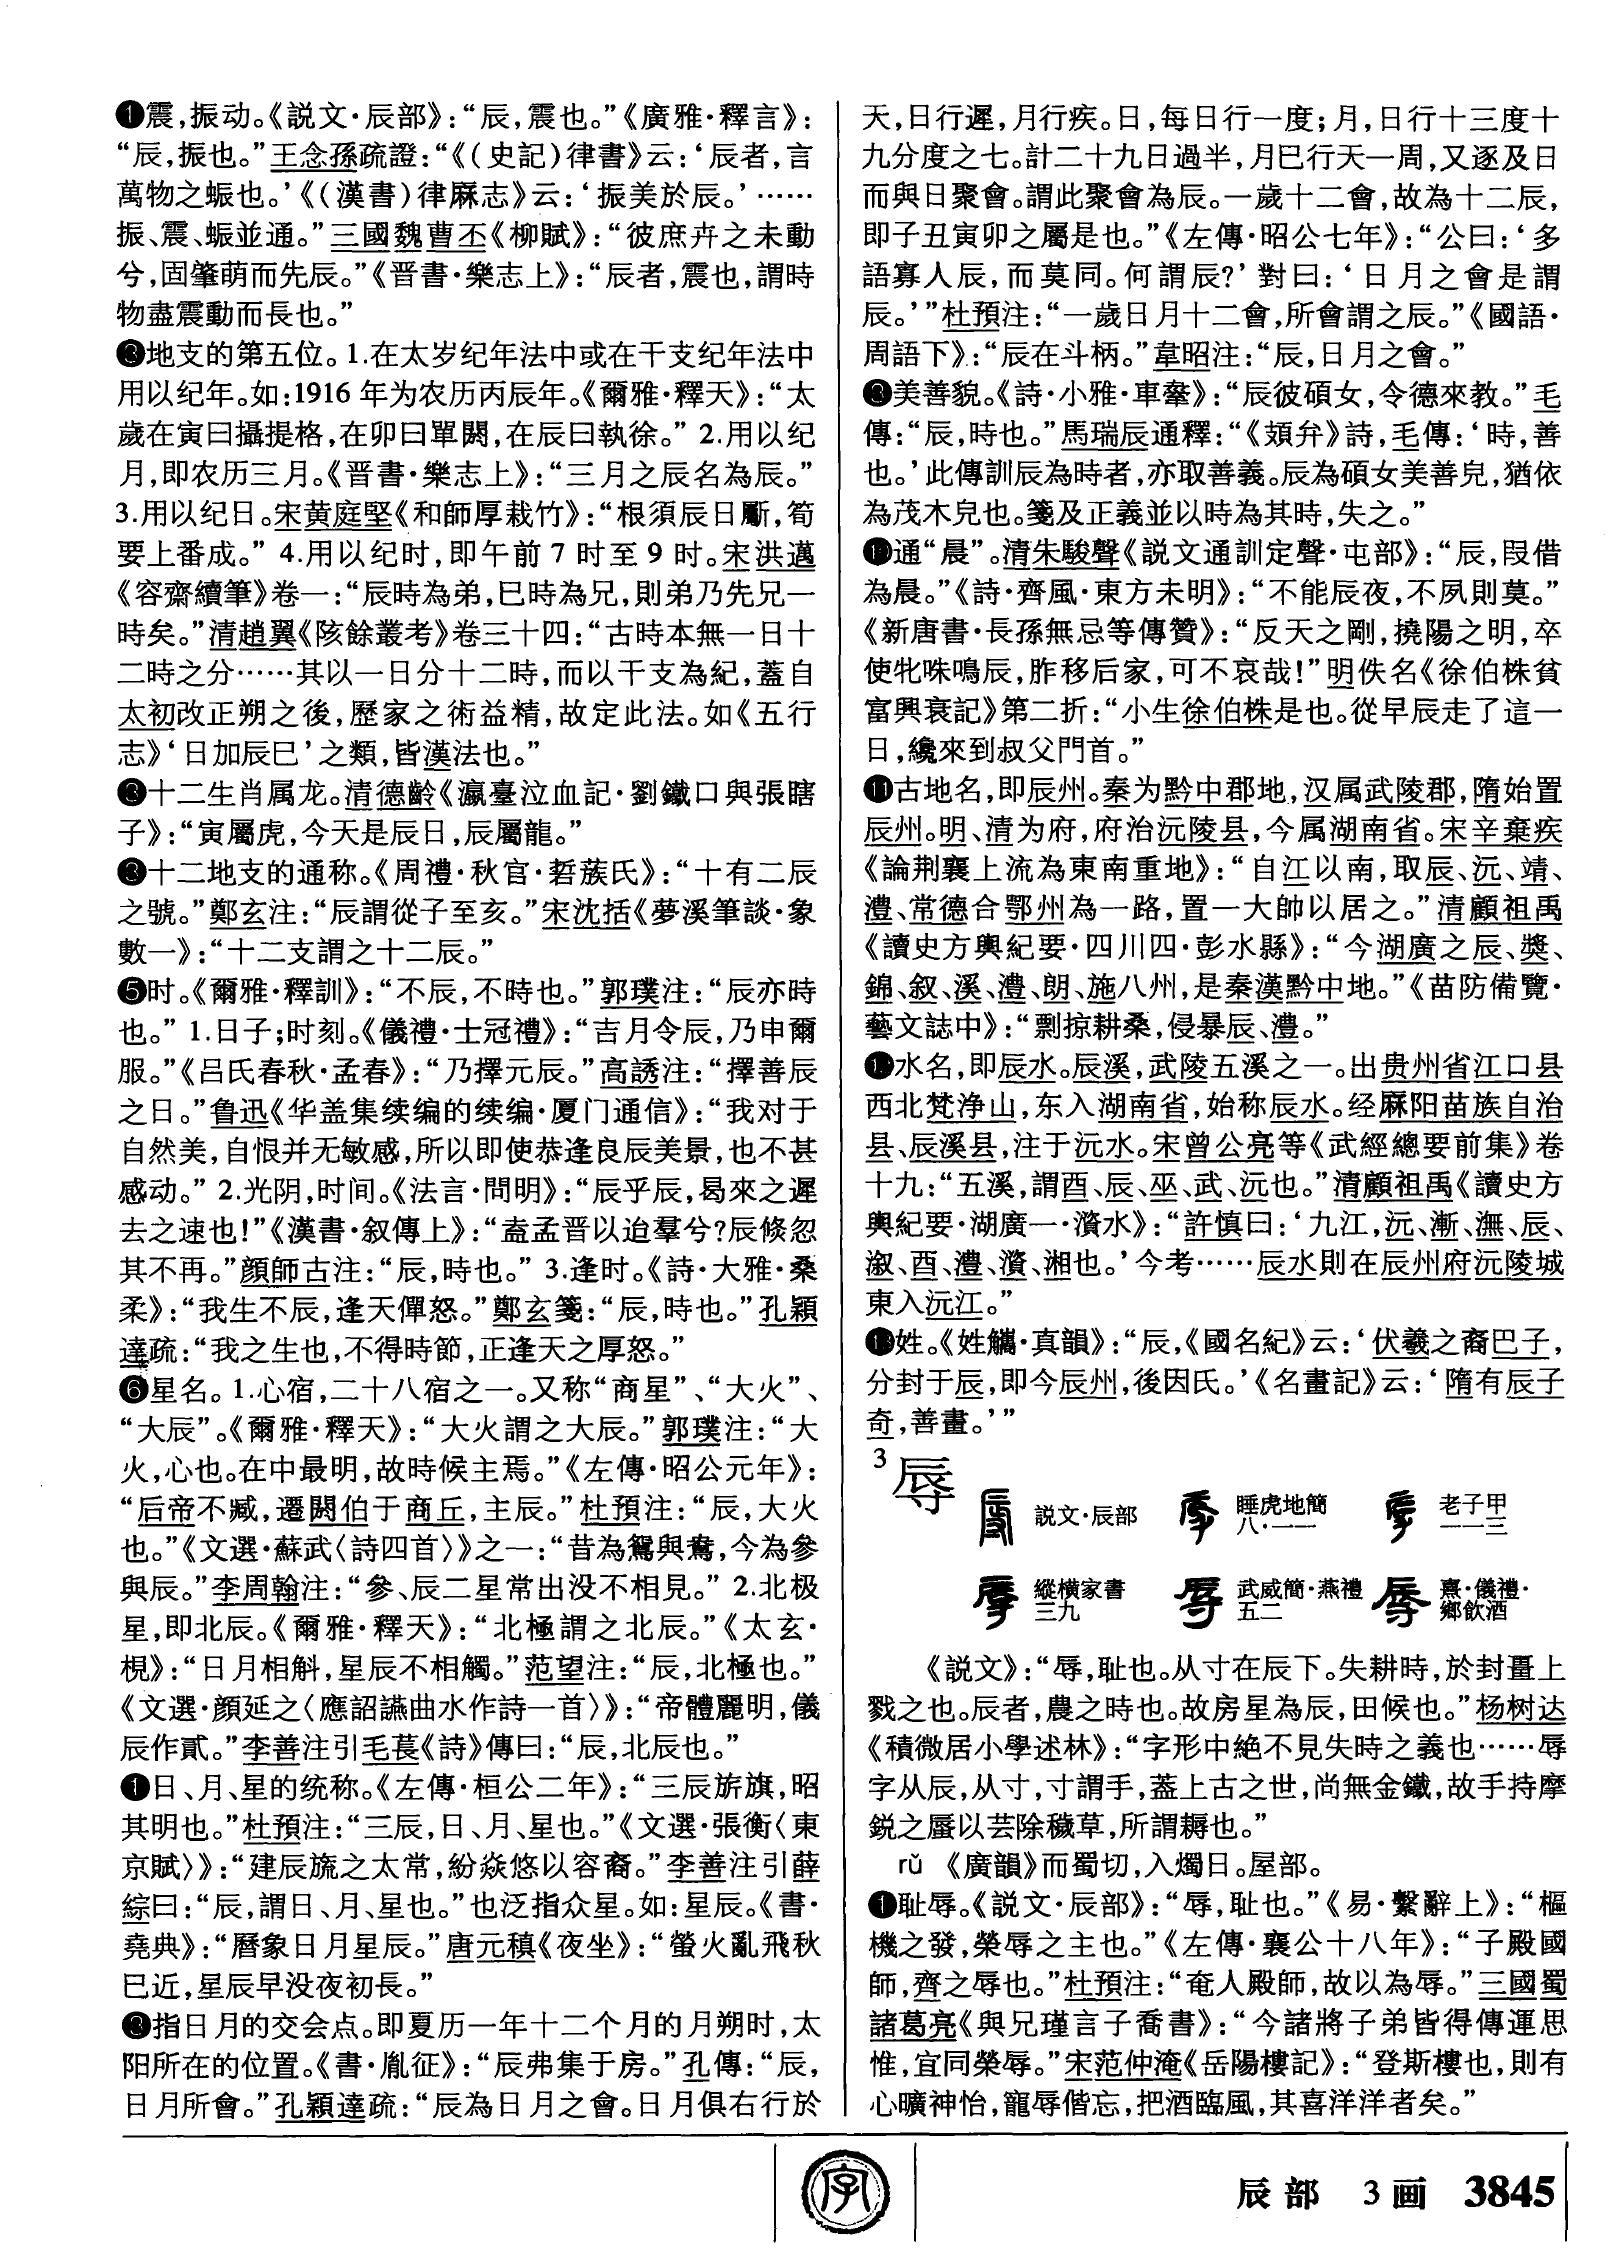 ❶震，振动。《説文·辰部》：“辰，震也。”《廣雅·釋言》：
“辰，振也。”王念孫疏證：“《（史記）律書》云：‘辰者，言
萬物之蜄也。’《（漢書）律厤志》云：‘振美於辰。’……
振、震、蜄並通。”三國魏曹丕《柳賦》：“彼庶卉之未動
兮，固肇萌而先辰。”《晋書·樂志上》：“辰者，震也，謂時
物盡震動而長也。”
❸地支的第五位。1.在太岁纪年法中或在干支纪年法中
用以纪年。如：1916年为农历丙辰年。《爾雅·釋天》：“太
歲在寅曰攝提格，在卯曰單閼，在辰曰執徐。”2.用以纪
月，即农历三月。《晋書·樂志上》：“三月之辰名為辰。”
3.用以纪日。宋黄庭堅《和師厚栽竹》：“根須辰日斸，筍
要上番成。”4.用以纪时，即午前7时至9时。宋洪邁
《容齋續筆》卷一：“辰時為弟，巳時為兄，則弟乃先兄一
時矣。”清趙翼《陔餘叢考》卷三十四：“古時本無一日十
二時之分……其以一日分十二時，而以干支為紀，蓋自
太初改正朔之後，歷家之術益精，故定此法。如《五行
志》‘日加辰巳’之類，皆漢法也。”
❸十二生肖属龙。清德齡《瀛臺泣血記·劉鐵口與張瞎
子》：“寅屬虎，今天是辰日，辰屬龍。”
❸十二地支的通称。《周禮·秋官·硩蔟氏》：“十有二辰
之號。”鄭玄注：“辰謂從子至亥。”宋沈括《夢溪筆談·象
數一》：“十二支謂之十二辰。”
❺时。《爾雅·釋訓》：“不辰，不時也。”郭璞注：“辰亦時
也。”1.日子；时刻。《儀禮·士冠禮》：“吉月令辰，乃申爾
服。”《吕氏春秋·孟春》：“乃擇元辰。”高誘注：“擇善辰
之日。”鲁迅《华盖集续编的续编·厦门通信》：“我对于
自然美，自恨并无敏感，所以即使恭逢良辰美景，也不甚
感动。”2.光阴，时间。《法言·問明》：“辰乎辰，曷來之遲
去之速也！”《漢書·叙傳上》：“盍孟晋以迨羣兮？辰倏忽
其不再。”顔師古注：“辰，時也。”3.逢时。《詩·大雅·桑
柔》：“我生不辰，逢天僤怒。”鄭玄箋：“辰，時也。”孔穎
達疏：“我之生也，不得時節，正逢天之厚怒。”
❻星名。1.心宿，二十八宿之一。又称“商星”、“大火”、
“大辰”。《爾雅·釋天》：“大火謂之大辰。”郭璞注：“大
火，心也。在中最明，故時候主焉。”《左傳·昭公元年》：
“后帝不臧，遷閼伯于商丘，主辰。”杜預注：“辰，大火
也。”《文選·蘇武〈詩四首〉》之一：“昔為鴛與鴦，今為參
與辰。”李周翰注：“參、辰二星常出没不相見。”2.北极
星，即北辰。《爾雅·釋天》：“北極謂之北辰。”《太玄·
梘》：“日月相斛，星辰不相觸。”范望注：“辰，北極也。”
《文選·顔延之〈應詔讌曲水作詩一首〉》：“帝體麗明，儀
辰作貳。”李善注引毛萇《詩》傳曰：“辰，北辰也。”
❶日、月、星的统称。《左傳·桓公二年》：“三辰旂旗，昭
其明也。”杜預注：“三辰，日、月、星也。”《文選·張衡〈東
京賦〉》：“建辰旒之太常，紛焱悠以容裔。”李善注引薛
綜曰：“辰，謂日、月、星也。”也泛指众星。如：星辰。《書·
堯典》：“曆象日月星辰。”唐元稹《夜坐》：“螢火亂飛秋
巳近，星辰早没夜初長。”
❸指日月的交会点。即夏历一年十二个月的月朔时，太
阳所在的位置。《書·胤征》：“辰弗集于房。”孔傳：“辰，
日月所會。”孔穎達疏：“辰為日月之會。日月俱右行於
天，日行遲，月行疾。日，每日行一度；月，日行十三度十
九分度之七。計二十九日過半，月巳行天一周，又逐及日
而與日聚會。謂此聚會為辰。一歲十二會，故為十二辰，
即子丑寅卯之屬是也。”《左傳·昭公七年》：“公曰：‘多
語寡人辰，而莫同。何謂辰？’對曰：‘日月之會是謂
辰。’”杜預注：“一歲日月十二會，所會謂之辰。”《國語·
周語下》：“辰在斗柄。”韋昭注：“辰，日月之會。”
❸美善貌。《詩·小雅·車舝》：“辰彼碩女，令德來教。”毛
傳：“辰，時也。”馬瑞辰通釋：“《頍弁》詩，毛傳：‘時，善
也。’此傳訓辰為時者，亦取善義。辰為碩女美善皃，猶依
為茂木皃也。箋及正義並以時為其時，失之。”
❿通“晨”。清朱駿聲《説文通訓定聲·屯部》：“辰，叚借
為晨。”《詩·齊風·東方未明》：“不能辰夜，不夙則莫。”
《新唐書·長孫無忌等傳贊》：“反天之剛，撓陽之明，卒
使牝咮鳴辰，胙移后家，可不哀哉！”明佚名《徐伯株貧
富興衰記》第二折：“小生徐伯株是也。從早辰走了這一
日，纔來到叔父門首。”
⓫古地名，即辰州。秦为黔中郡地，汉属武陵郡，隋始置
辰州。明、清为府，府治沅陵县，今属湖南省。宋辛棄疾
《論荆襄上流為東南重地》：“自江以南，取辰、沅、靖、
澧、常德合鄂州為一路，置一大帥以居之。”清顧祖禹
《讀史方輿紀要·四川四·彭水縣》：“今湖廣之辰、獎、
錦、叙、溪、澧、朗、施八州，是秦漢黔中地。”《苗防備覽·
藝文誌中》：“剽掠耕桑，侵暴辰、澧。”
⓬水名，即辰水。辰溪，武陵五溪之一。出贵州省江口县
西北梵净山，东入湖南省，始称辰水。经麻阳苗族自治
县、辰溪县，注于沅水。宋曾公亮等《武經總要前集》卷
十九：“五溪，謂酉、辰、巫、武、沅也。”清顧祖禹《讀史方
輿紀要·湖廣一·濱水》：“許慎曰：‘九江，沅、漸、潕、辰、
溆、酉、澧、濱、湘也。’今考……辰水則在辰州府沅陵城
東入沅江。”
⓭姓。《姓觿·真韻》：“辰，《國名紀》云：‘伏羲之裔巴子，
分封于辰，即今辰州，後因氏。’《名畫記》云：‘隋有辰子
奇，善畫。’”
3 辱
説文·辰部 睡虎地簡八·一一 老子甲一一三
縱横家書三九 武威簡·燕禮五二 熹·儀禮·鄉飲酒
《説文》：“辱，耻也。从寸在辰下。失耕時，於封畺上
戮之也。辰者，農之時也。故房星為辰，田候也。”杨树达
《積微居小學述林》：“字形中絶不見失時之義也……辱
字从辰，从寸，寸謂手，蓋上古之世，尚無金鐵，故手持摩
鋭之蜃以芸除穢草，所謂耨也。”
rǔ 《廣韻》而蜀切，入燭日。屋部。
❶耻辱。《説文·辰部》：“辱，耻也。”《易·繫辭上》：“樞
機之發，榮辱之主也。”《左傳·襄公十八年》：“子殿國
師，齊之辱也。”杜預注：“奄人殿師，故以為辱。”三國蜀
諸葛亮《與兄瑾言子喬書》：“今諸將子弟皆得傳運思
惟，宜同榮辱。”宋范仲淹《岳陽樓記》：“登斯樓也，則有
心曠神怡，寵辱偕忘，把酒臨風，其喜洋洋者矣。”
字
辰部 3画 3845